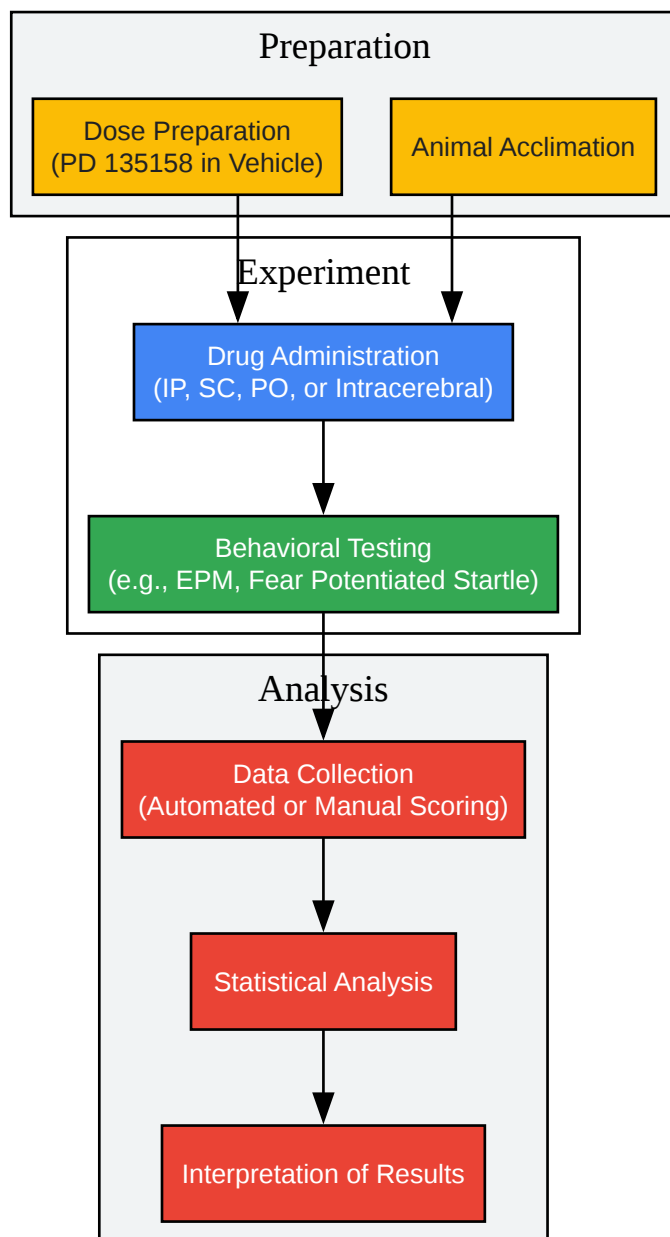 Preparation
Dose Preparation
(PD 135158 in Vehicle)
Animal Acclimation
Experiment
Drug Administration
(IP, SC, PO, or Intracerebral)
Behavioral Testing
(e.g., EPM, Fear Potentiated Startle)
Analysis
Data Collection
(Automated or Manual Scoring)
Statistical Analysis
Interpretation of Results